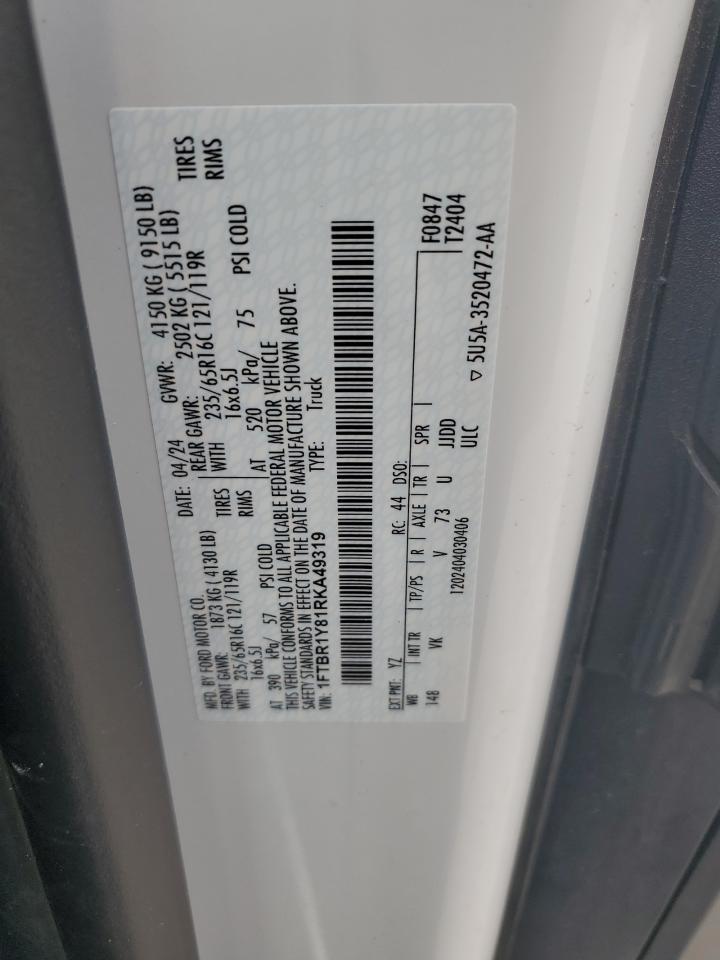 MFD. BY FORD MOTOR CO.
DATE: 04/24 GVWR: 4150 KG ( 9150 LB)
FRONT GAWR: 1873 KG ( 4130 LB) REAR GAWR: 2502 KG ( 5515 LB)
WITH 235/65R16C 121/119R TIRES WITH 235/65R16C 121/119R TIRES
16x6.5J RIMS 16x6.5J RIMS
AT 390 kPa/ 57 PSI COLD AT 520 kPa/ 75 PSI COLD
THIS VEHICLE CONFORMS TO ALL APPLICABLE FEDERAL MOTOR VEHICLE
SAFETY STANDARDS IN EFFECT ON THE DATE OF MANUFACTURE SHOWN ABOVE.
VIN: 1FTBR1Y81RKA49319 TYPE: Truck
EXT PNT: YZ RC: 44 DSO: F0847
WB INT TR TP/PS R AXLE TR SPR T2404
148 VK V 73 U JJDD
1202404030406 ULC
▽ 5U5A-3520472-AA